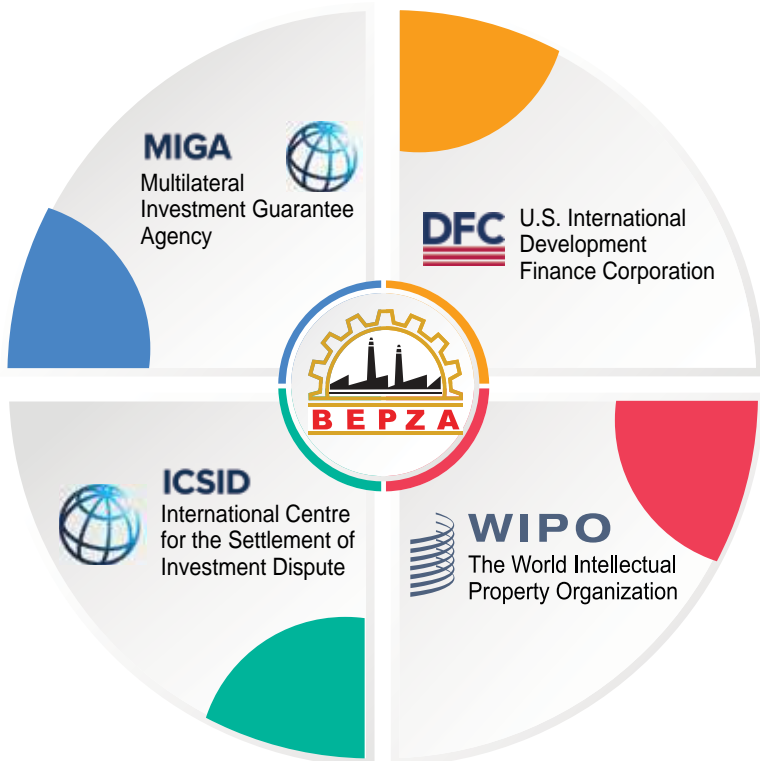 MIGA
Multilateral
Investment Guarantee
Agency
DFC
U.S. International
Development
Finance Corporation
BEPZA
ICSID
International Centre
for the Settlement of
Investment Dispute
WIPO
The World Intellectual
Property Organization